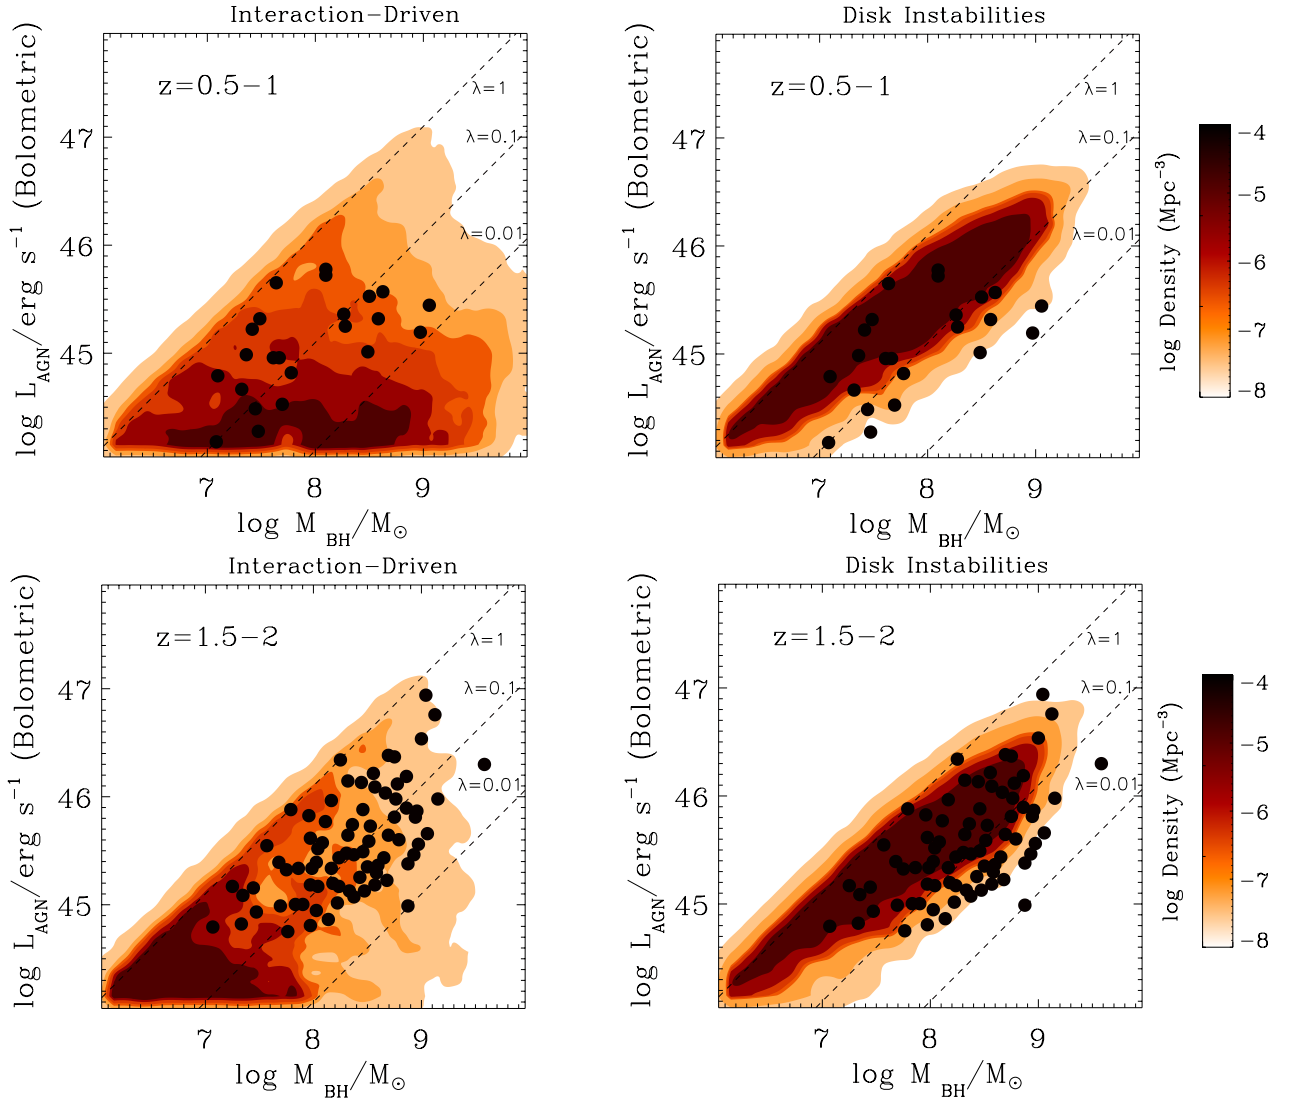 Interaction-Driven
Disk Instabilities
log L_AGN/erg s⁻¹ (Bolometric)
z=0.5-1
λ=1
λ=0.1
λ=0.01
47
46
45
7 8 9
log M_BH/M⊙
log L_AGN/erg s⁻¹ (Bolometric)
z=0.5-1
λ=1
λ=0.1
λ=0.01
47
46
45
7 8 9
log M_BH/M⊙
log Density (Mpc⁻³)
-4
-5
-6
-7
-8
Interaction-Driven
Disk Instabilities
log L_AGN/erg s⁻¹ (Bolometric)
z=1.5-2
λ=1
λ=0.1
λ=0.01
47
46
45
7 8 9
log M_BH/M⊙
log L_AGN/erg s⁻¹ (Bolometric)
z=1.5-2
λ=1
λ=0.1
λ=0.01
47
46
45
7 8 9
log M_BH/M⊙
log Density (Mpc⁻³)
-4
-5
-6
-7
-8